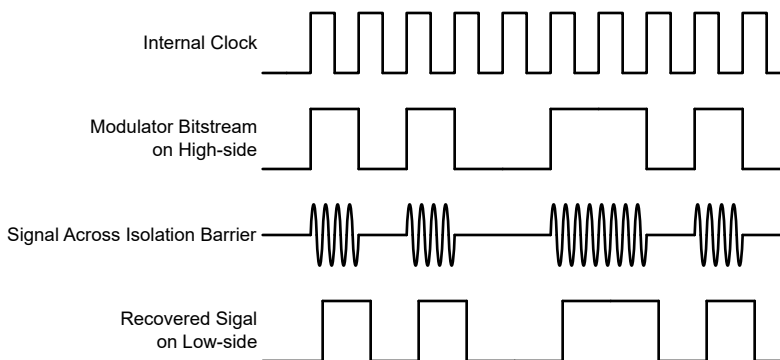 Internal Clock
Modulator Bitstream
on High-side
Signal Across Isolation Barrier
Recovered Sigal
on Low-side